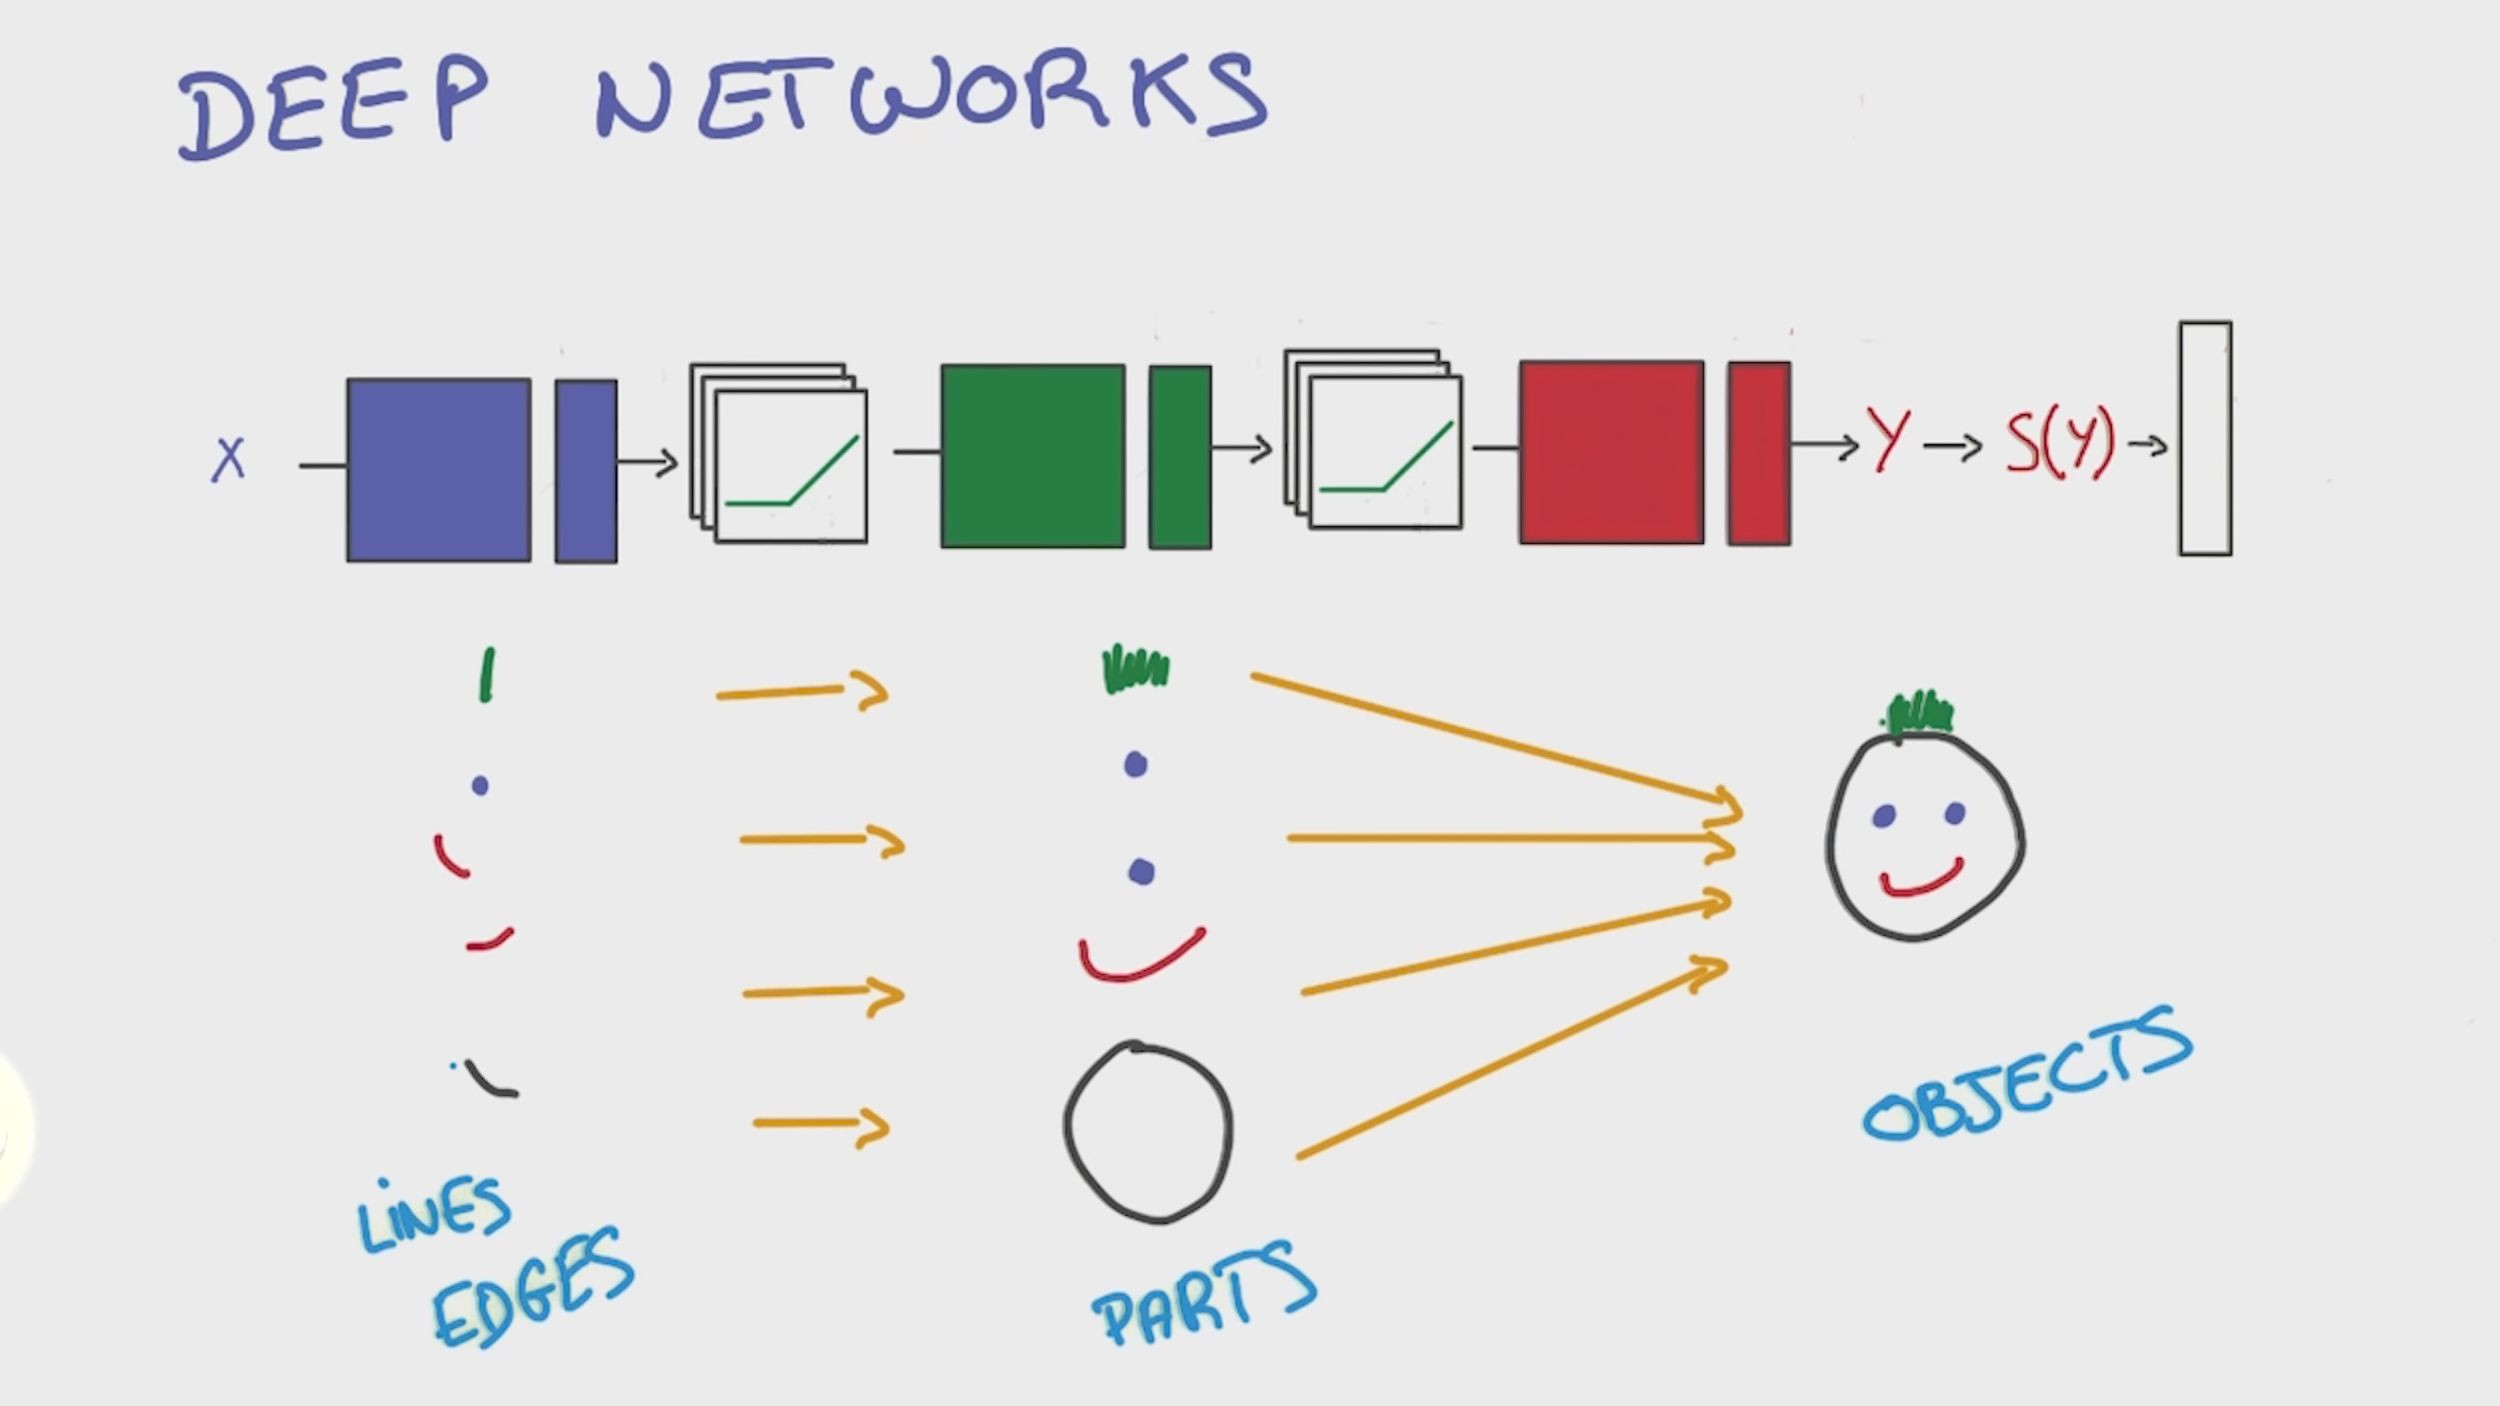 DEEP NETWORKS
X
Y
S(Y)
OBJECTS
LINES
EDGES
PARTS